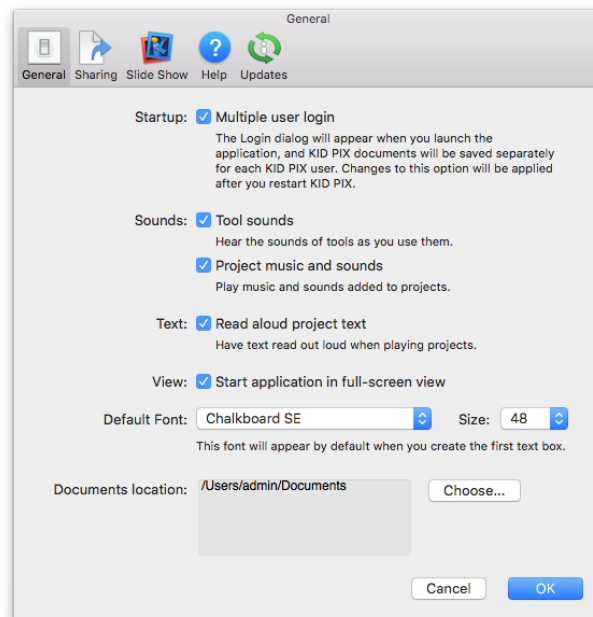 General
General Sharing Slide Show Help Updates
Startup: Multiple user login
The Login dialog will appear when you launch the
application, and KID PIX documents will be saved separately
for each KID PIX user. Changes to this option will be applied
after you restart KID PIX.
Sounds: Tool sounds
Hear the sounds of tools as you use them.
Project music and sounds
Play music and sounds added to projects.
Text: Read aloud project text
Have text read out loud when playing projects.
View: Start application in full-screen view
Default Font: Chalkboard SE Size: 48
This font will appear by default when you create the first text box.
Documents location: /Users/admin/Documents Choose...
Cancel OK